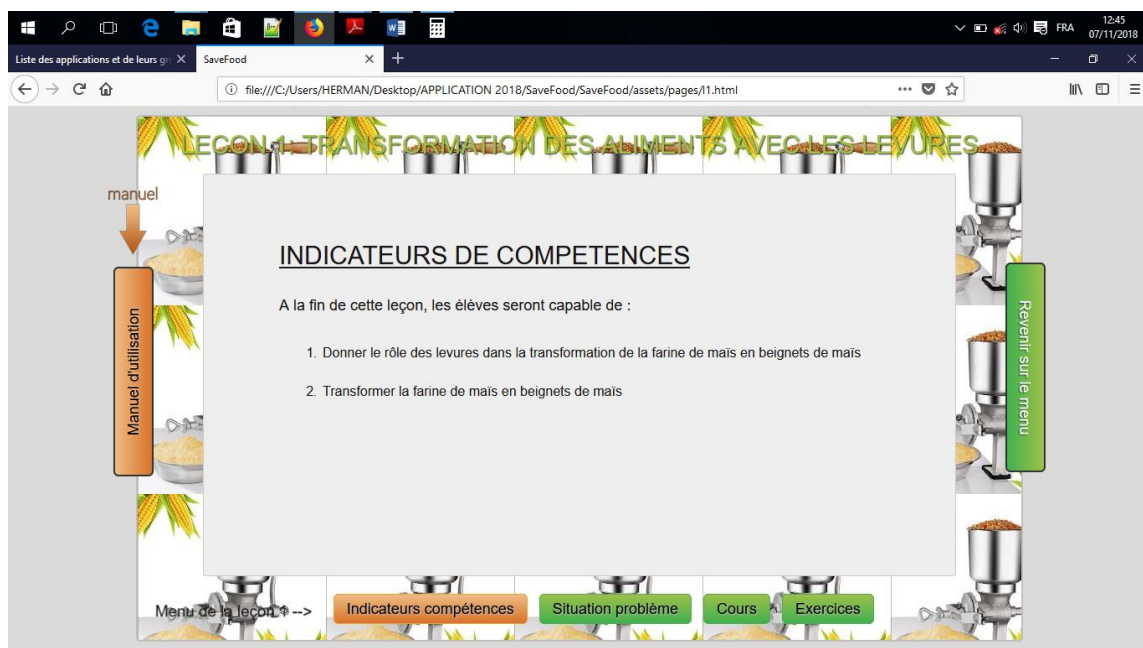 12:45
FRA
07/11/2018
Liste des applications et de leurs gr
SaveFood
file:///C:/Users/HERMAN/Desktop/APPLICATION 2018/SaveFood/SaveFood/assets/pages/l1.html
LECON 1: TRANSFORMATION DES ALIMENTS AVEC LES LEVURES
manuel
Manuel d'utilisation
INDICATEURS DE COMPETENCES
A la fin de cette leçon, les élèves seront capable de :
1. Donner le rôle des levures dans la transformation de la farine de maïs en beignets de maïs
2. Transformer la farine de maïs en beignets de maïs
Revenir sur le menu
Menu de la leçon 1 -->
Indicateurs compétences
Situation problème
Cours
Exercices